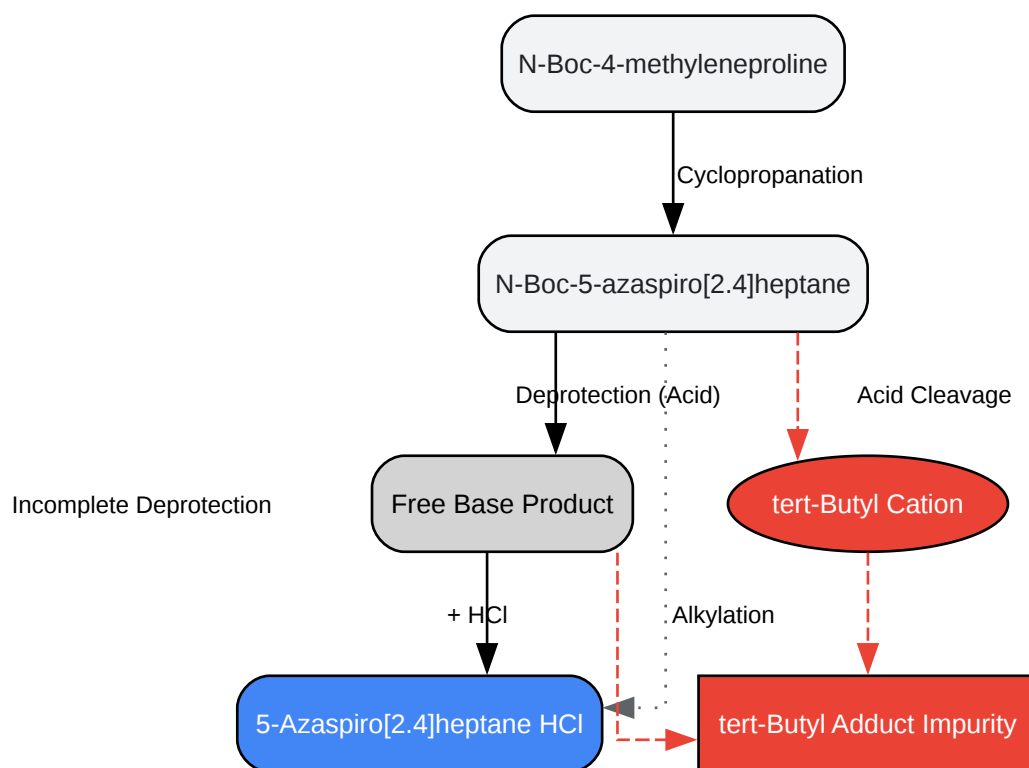 N-Boc-4-methyleneproline
Cyclopropanation
N-Boc-5-azaspiro[2.4]heptane
Deprotection (Acid)
Acid Cleavage
Incomplete Deprotection
Free Base Product
tert-Butyl Cation
+ HCl
Alkylation
5-Azaspiro[2.4]heptane HCl
tert-Butyl Adduct Impurity